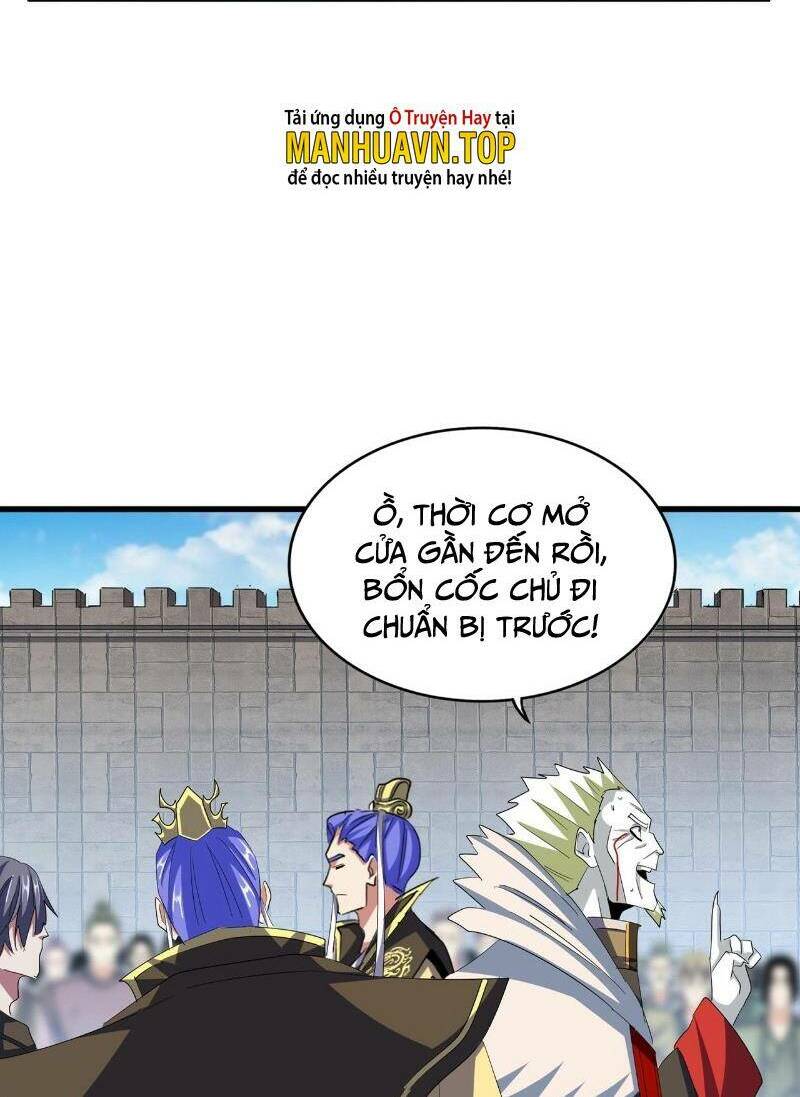 Tải ứng dụng Ô Truyện Hay tại
MANHUAVN.TOP
để đọc nhiều truyện hay nhé!
Ồ, THỜI CƠ MỞ
CỬA GẦN ĐẾN RỒI,
BỔN CỐC CHỦ ĐI
CHUẨN BỊ TRƯỚC!